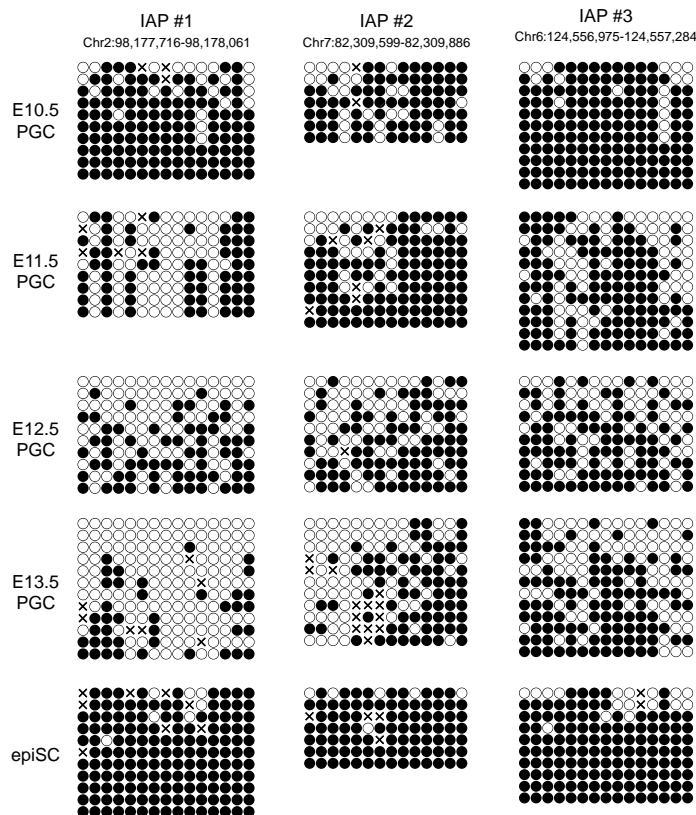 IAP #1
IAP #2
IAP #3
Chr2:98,177,716-98,178,061
Chr7:82,309,599-82,309,886
Chr6:124,556,975-124,557,284
E10.5
PGC
E11.5
PGC
E12.5
PGC
E13.5
PGC
epiSC